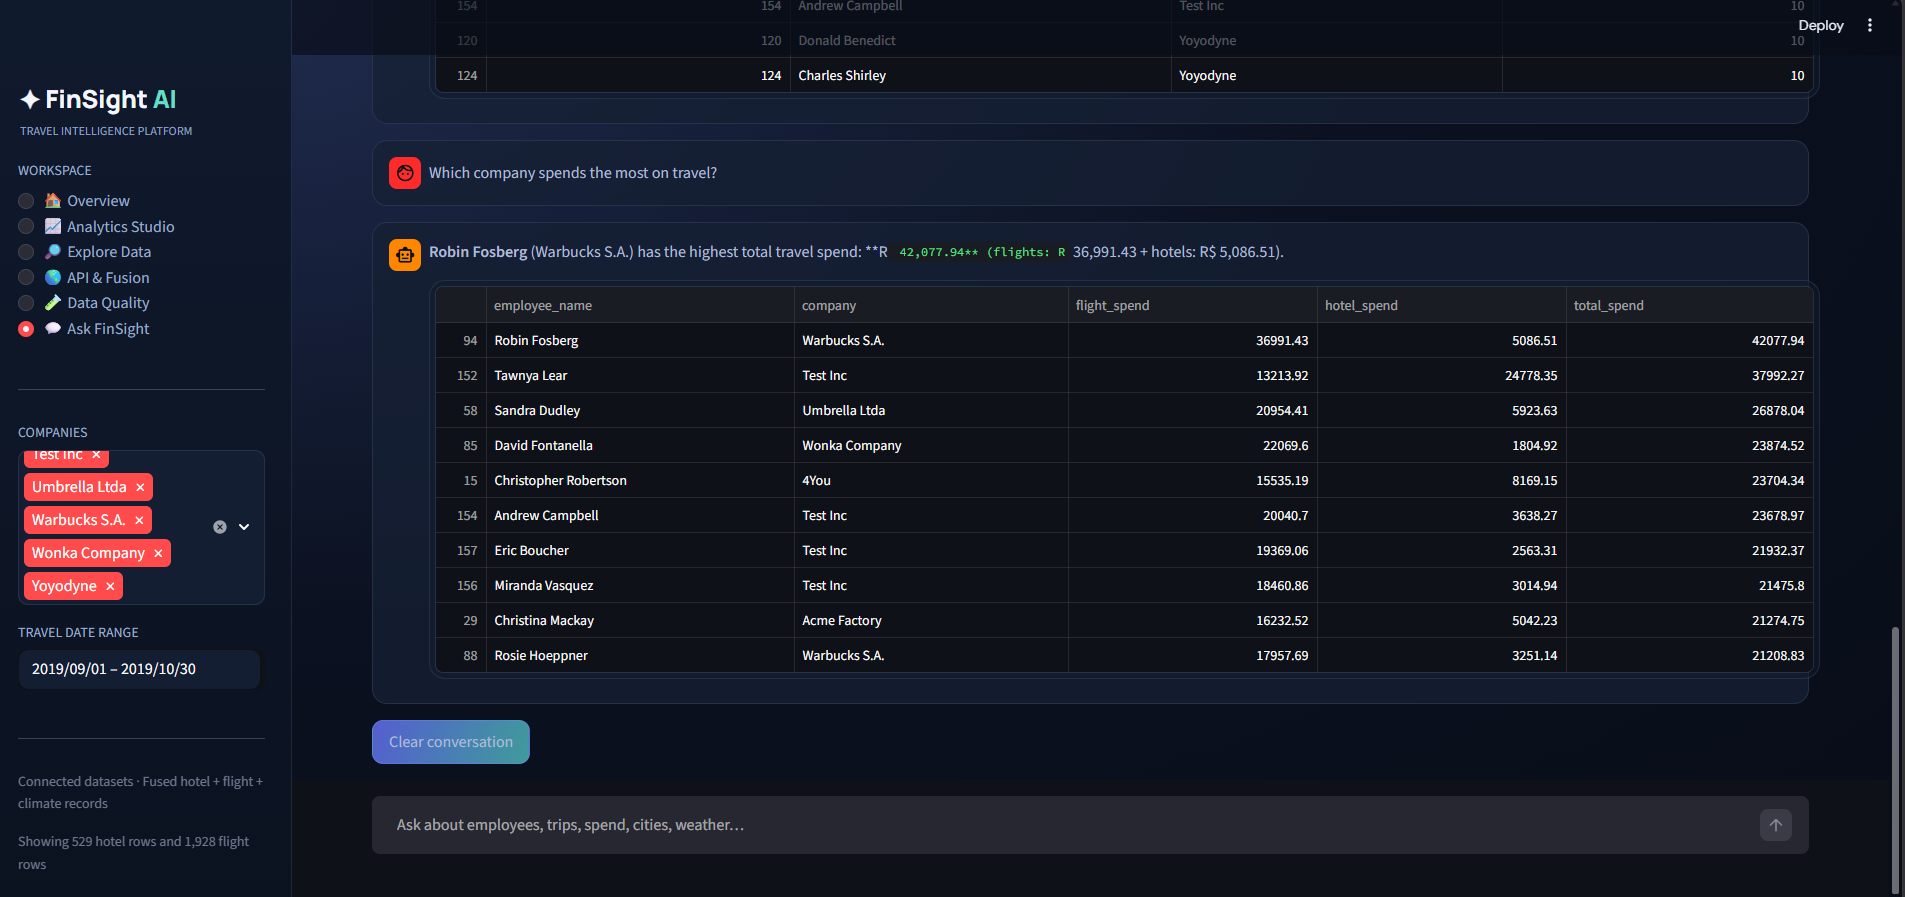 Deploy
FinSight AI
TRAVEL INTELLIGENCE PLATFORM
WORKSPACE
Overview
Analytics Studio
Explore Data
API & Fusion
Data Quality
Ask FinSight
COMPANIES
Test Inc ×
Umbrella Ltda ×
Warbucks S.A. ×
Wonka Company ×
Yoyodyne ×
TRAVEL DATE RANGE
2019/09/01 – 2019/10/30
Connected datasets · Fused hotel + flight +
climate records
Showing 529 hotel rows and 1,928 flight
rows
154 154 Andrew Campbell Test Inc 10
120 120 Donald Benedict Yoyodyne 10
124 124 Charles Shirley Yoyodyne 10
Which company spends the most on travel?
Robin Fosberg (Warbucks S.A.) has the highest total travel spend: **R 42,077.94** (flights: R 36,991.43 + hotels: R$ 5,086.51).
employee_name company flight_spend hotel_spend total_spend
94 Robin Fosberg Warbucks S.A. 36991.43 5086.51 42077.94
152 Tawnya Lear Test Inc 13213.92 24778.35 37992.27
58 Sandra Dudley Umbrella Ltda 20954.41 5923.63 26878.04
85 David Fontanella Wonka Company 22069.6 1804.92 23874.52
15 Christopher Robertson 4You 15535.19 8169.15 23704.34
154 Andrew Campbell Test Inc 20040.7 3638.27 23678.97
157 Eric Boucher Test Inc 19369.06 2563.31 21932.37
156 Miranda Vasquez Test Inc 18460.86 3014.94 21475.8
29 Christina Mackay Acme Factory 16232.52 5042.23 21274.75
88 Rosie Hoeppner Warbucks S.A. 17957.69 3251.14 21208.83
Clear conversation
Ask about employees, trips, spend, cities, weather...